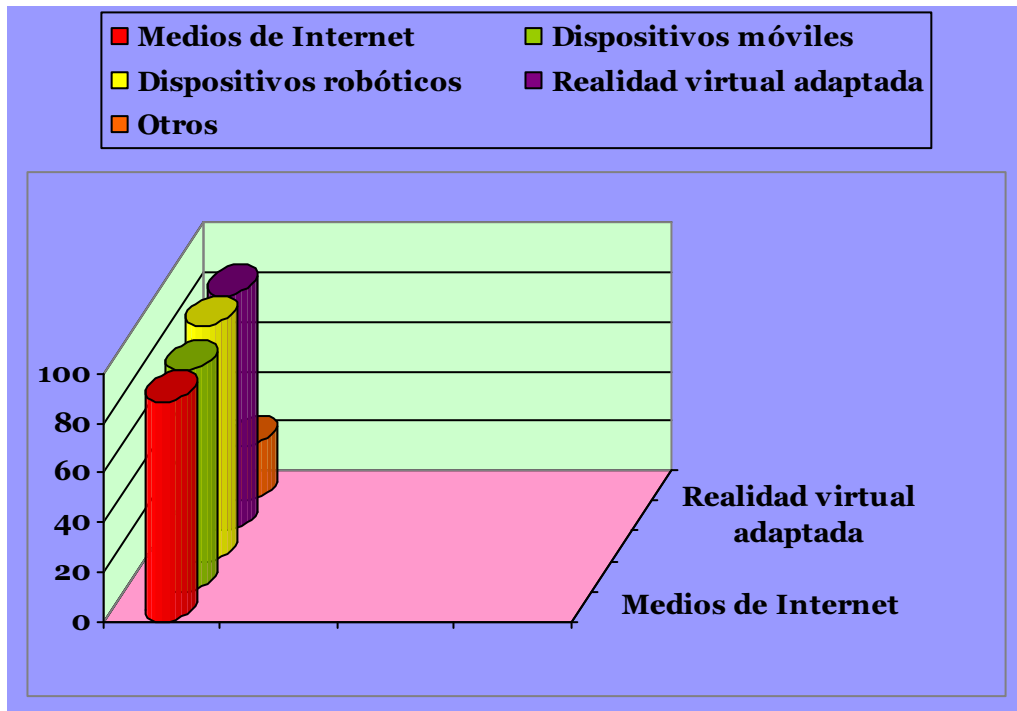 Medios de Internet
Dispositivos móviles
Dispositivos robóticos
Realidad virtual adaptada
Otros
100
80
60
40
20
0
Realidad virtual
adaptada
Medios de Internet